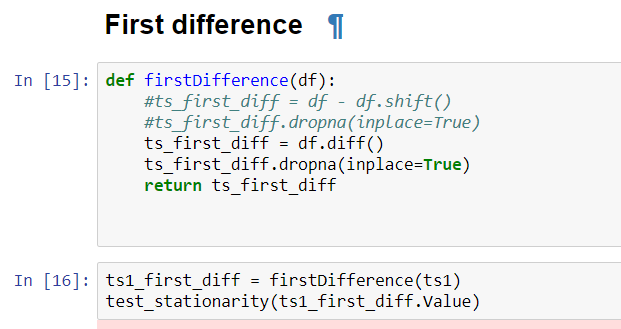 First difference ¶
In [15]: def firstDifference(df):
#ts_first_diff = df - df.shift()
#ts_first_diff.dropna(inplace=True)
ts_first_diff = df.diff()
ts_first_diff.dropna(inplace=True)
return ts_first_diff
In [16]: ts1_first_diff = firstDifference(ts1)
test_stationarity(ts1_first_diff.Value)